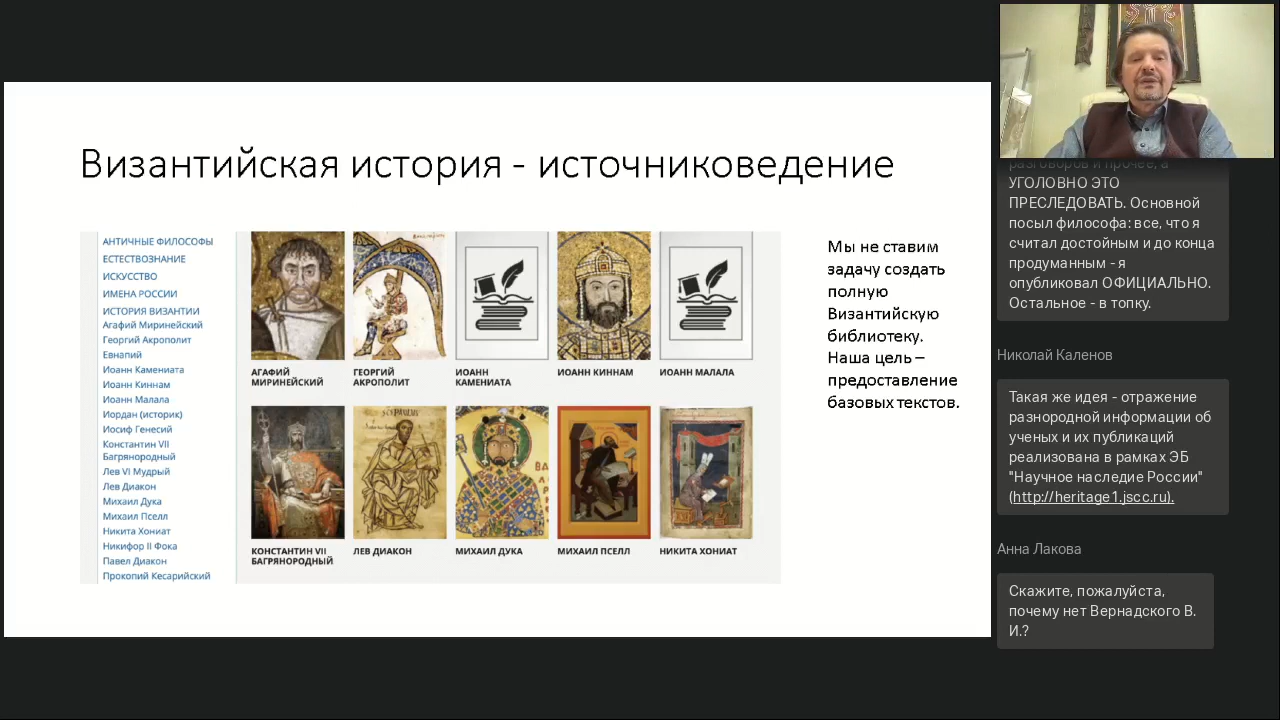 Византийская история - источниковедение
АНТИЧНЫЕ ФИЛОСОФЫ
ЕСТЕСТВОЗНАНИЕ
ИСКУССТВО
ИМЕНА РОССИИ
ИСТОРИЯ ВИЗАНТИИ
Агафий Миринейский
Георгий Акрополит
Евнапий
Иоанн Камениата
Иоанн Киннам
Иоанн Малала
Иордан (историк)
Иосиф Генесий
Константин VII
Багрянородный
Лев VI Мудрый
Лев Диакон
Михаил Дука
Михаил Пселл
Никита Хониат
Никифор II Фока
Павел Диакон
Прокопий Кесарийский
АГАФИЙ
МИРИНЕЙСКИЙ
ГЕОРГИЙ
АКРОПОЛИТ
ИОАНН
КАМЕНИАТА
ИОАНН КИННАМ
ИОАНН МАЛАЛА
КОНСТАНТИН VII
БАГРЯНОРОДНЫЙ
ЛЕВ ДИАКОН
МИХАИЛ ДУКА
МИХАИЛ ПСЕЛЛ
НИКИТА ХОНИАТ
Мы не ставим
задачу создать
полную
Византийскую
библиотеку.
Наша цель –
предоставление
базовых текстов.
разговоров и прочее, а
УГОЛОВНО ЭТО
ПРЕСЛЕДОВАТЬ. Основной
посыл философа: все, что я
считал достойным и до конца
продуманным - я
опубликовал ОФИЦИАЛЬНО.
Остальное - в топку.
Николай Каленов
Такая же идея - отражение
разнородной информации об
ученых и их публикаций
реализована в рамках ЭБ
"Научное наследие России"
(http://heritage1.jscc.ru).
Анна Лакова
Скажите, пожалуйста,
почему нет Вернадского В.
И.?